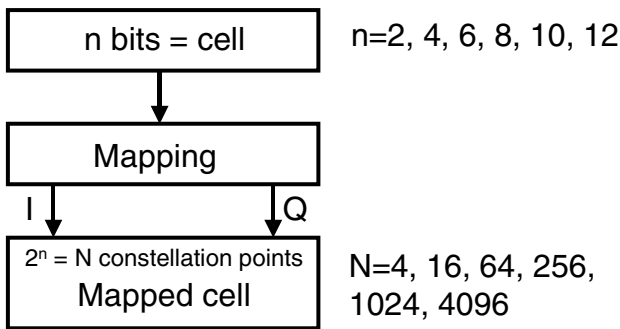 n bits = cell
n=2, 4, 6, 8, 10, 12
Mapping
I
Q
2ⁿ = N constellation points
Mapped cell
N=4, 16, 64, 256,
1024, 4096